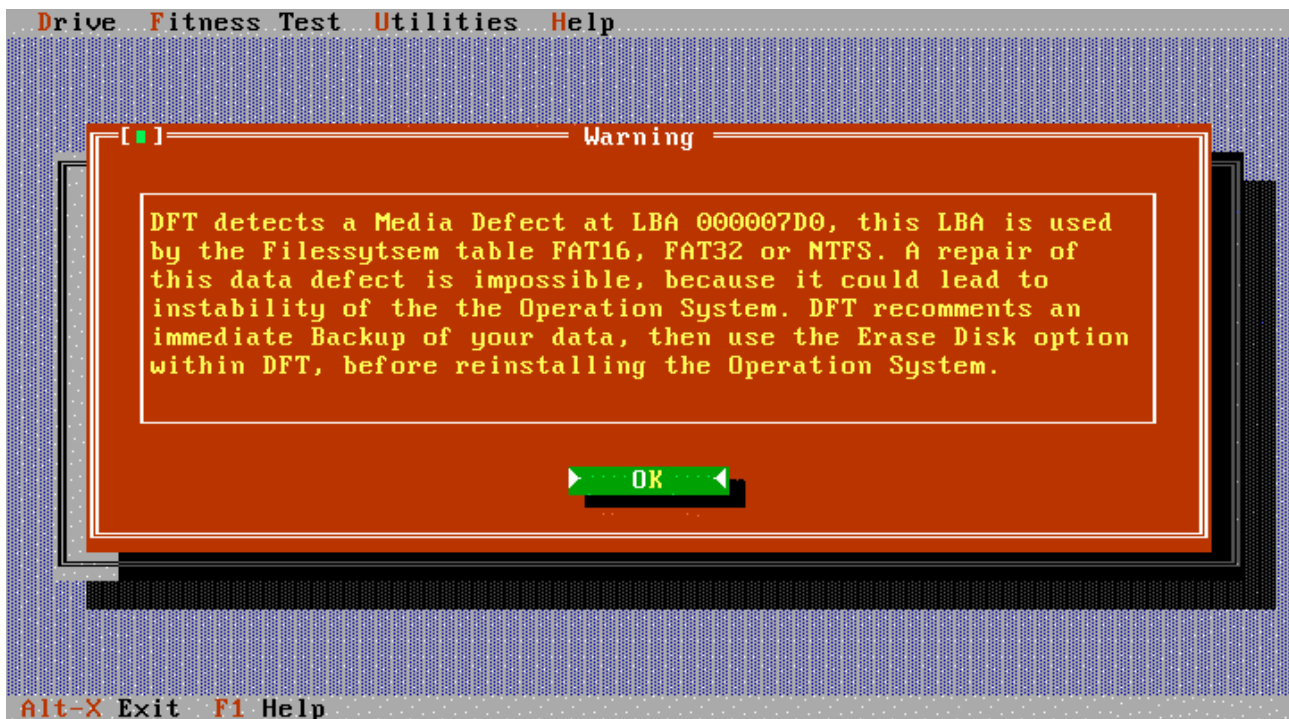 Drive Fitness Test Utilities Help
Warning
DFT detects a Media Defect at LBA 000007D0, this LBA is used
by the Filessytsem table FAT16, FAT32 or NTFS. A repair of
this data defect is impossible, because it could lead to
instability of the the Operation System. DFT recomments an
immediate Backup of your data, then use the Erase Disk option
within DFT, before reinstalling the Operation System.
OK
Alt-X Exit F1 Help